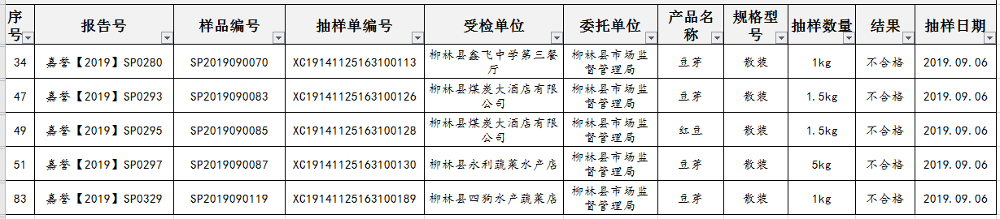 序号 报告号 样品编号 抽样单编号 受检单位 委托单位 产品名称 规格型号 抽样数量 结果 抽样日期
34 嘉誉【2019】SP0280 SP2019090070 XC19141125163100113 柳林县鑫飞中学第三餐厅 柳林县市场监督管理局 豆芽 散装 1kg 不合格 2019.09.06
47 嘉誉【2019】SP0293 SP2019090083 XC19141125163100126 柳林县煤炭大酒店有限公司 柳林县市场监督管理局 豆芽 散装 1.5kg 不合格 2019.09.06
49 嘉誉【2019】SP0295 SP2019090085 XC19141125163100128 柳林县煤炭大酒店有限公司 柳林县市场监督管理局 红豆 散装 1.5kg 不合格 2019.09.06
51 嘉誉【2019】SP0297 SP2019090087 XC19141125163100130 柳林县永利蔬菜水产店 柳林县市场监督管理局 豆芽 散装 5kg 不合格 2019.09.06
83 嘉誉【2019】SP0329 SP2019090119 XC19141125163100189 柳林县四狗水产蔬菜店 柳林县市场监督管理局 豆芽 散装 1kg 不合格 2019.09.06